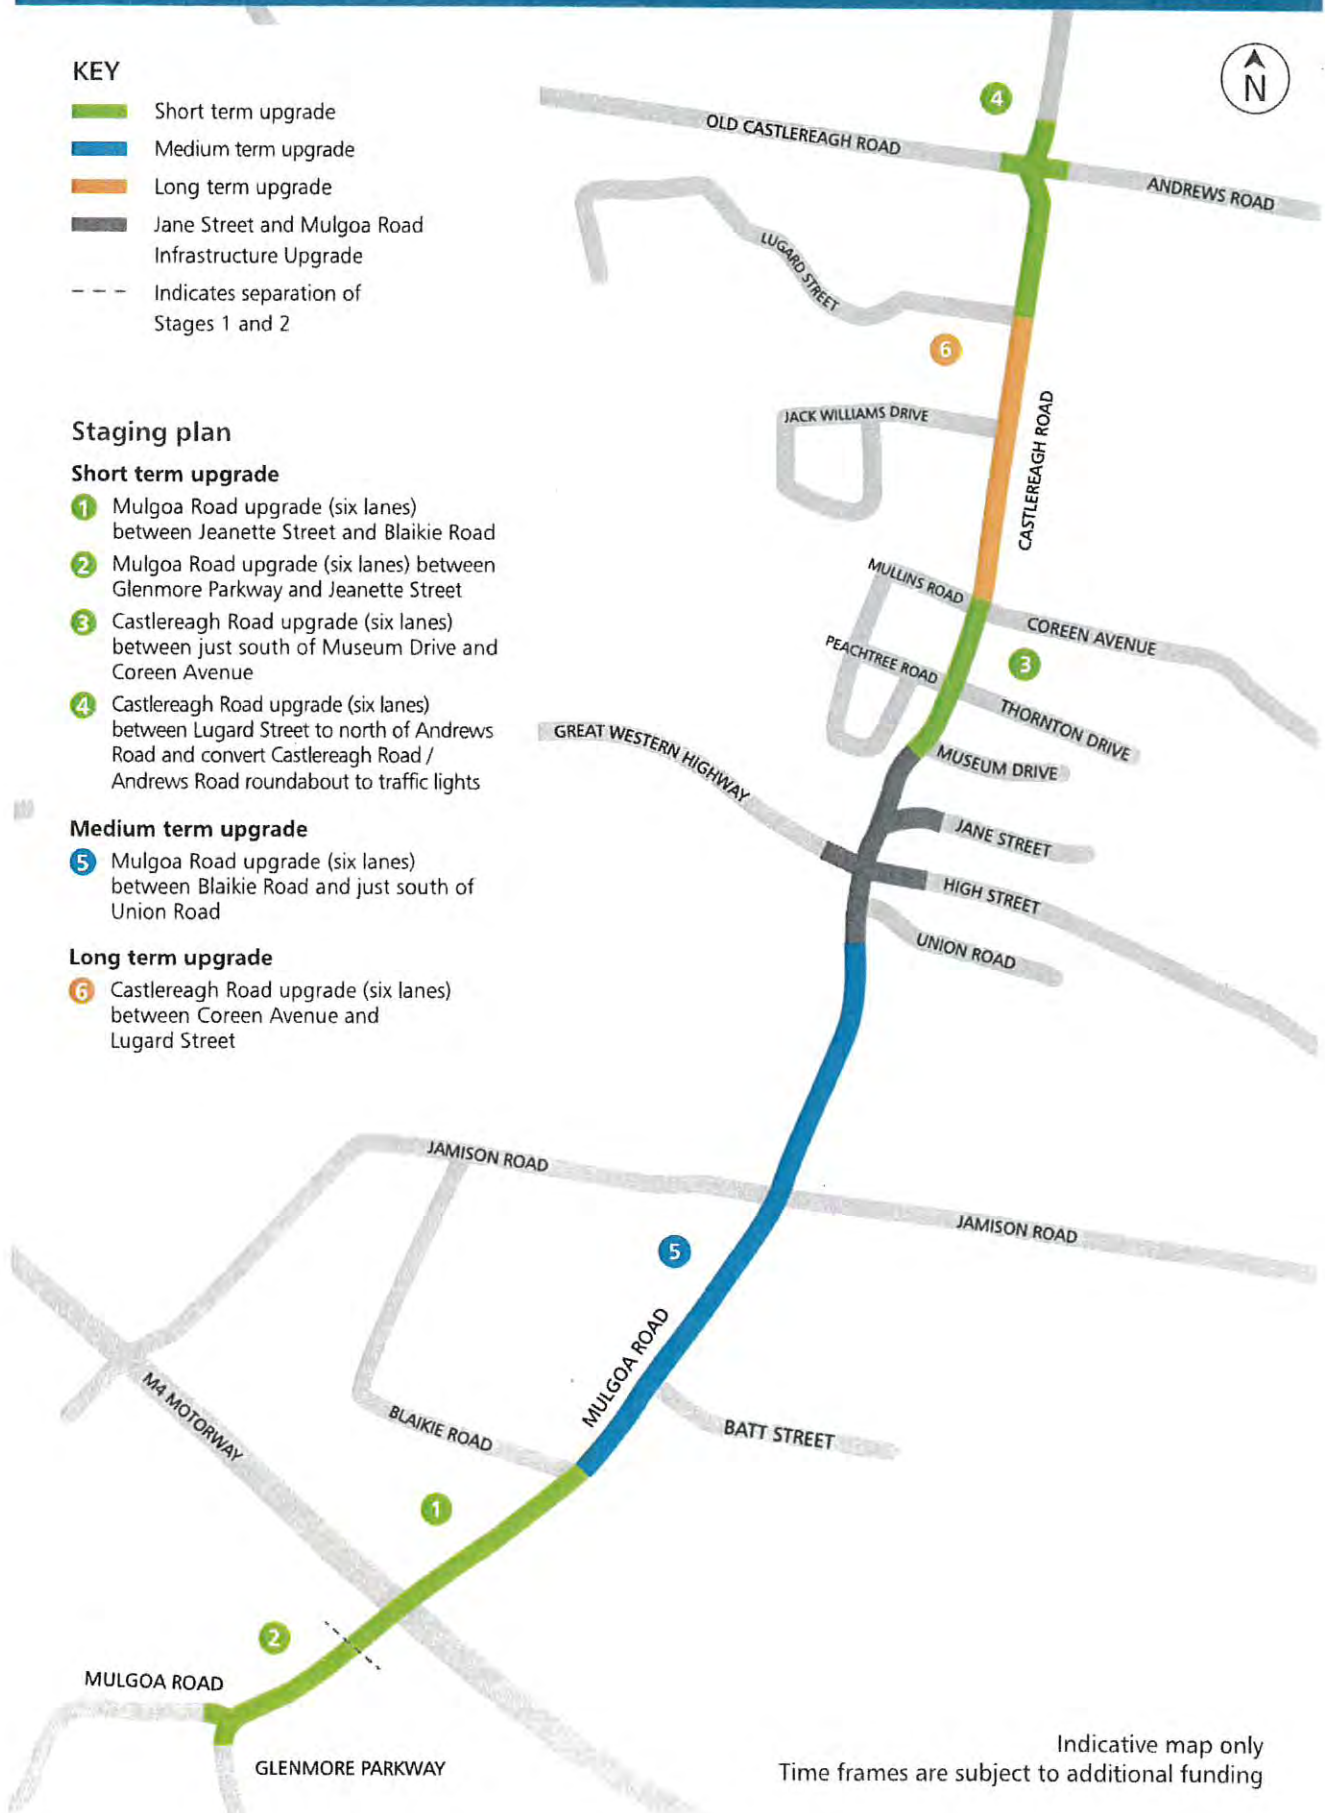 N
KEY
Short term upgrade
Medium term upgrade
Long term upgrade
Jane Street and Mulgoa Road
Infrastructure Upgrade
Indicates separation of
Stages 1 and 2
Staging plan
Short term upgrade
1 Mulgoa Road upgrade (six lanes)
between Jeanette Street and Blaikie Road
2 Mulgoa Road upgrade (six lanes) between
Glenmore Parkway and Jeanette Street
3 Castlereagh Road upgrade (six lanes)
between just south of Museum Drive and
Coreen Avenue
4 Castlereagh Road upgrade (six lanes)
between Lugard Street to north of Andrews
Road and convert Castlereagh Road /
Andrews Road roundabout to traffic lights
Medium term upgrade
5 Mulgoa Road upgrade (six lanes)
between Blaikie Road and just south of
Union Road
Long term upgrade
6 Castlereagh Road upgrade (six lanes)
between Coreen Avenue and
Lugard Street
4
OLD CASTLEREAGH ROAD
ANDREWS ROAD
LUGARD STREET
6
JACK WILLIAMS DRIVE
CASTLEREAGH ROAD
MULLINS ROAD
COREEN AVENUE
PEACHTREE ROAD
3
THORNTON DRIVE
GREAT WESTERN HIGHWAY
MUSEUM DRIVE
JANE STREET
HIGH STREET
UNION ROAD
JAMISON ROAD
JAMISON ROAD
5
MULGOA ROAD
M4 MOTORWAY
BLAIKIE ROAD
BATT STREET
1
2
MULGOA ROAD
GLENMORE PARKWAY
Indicative map only
Time frames are subject to additional funding